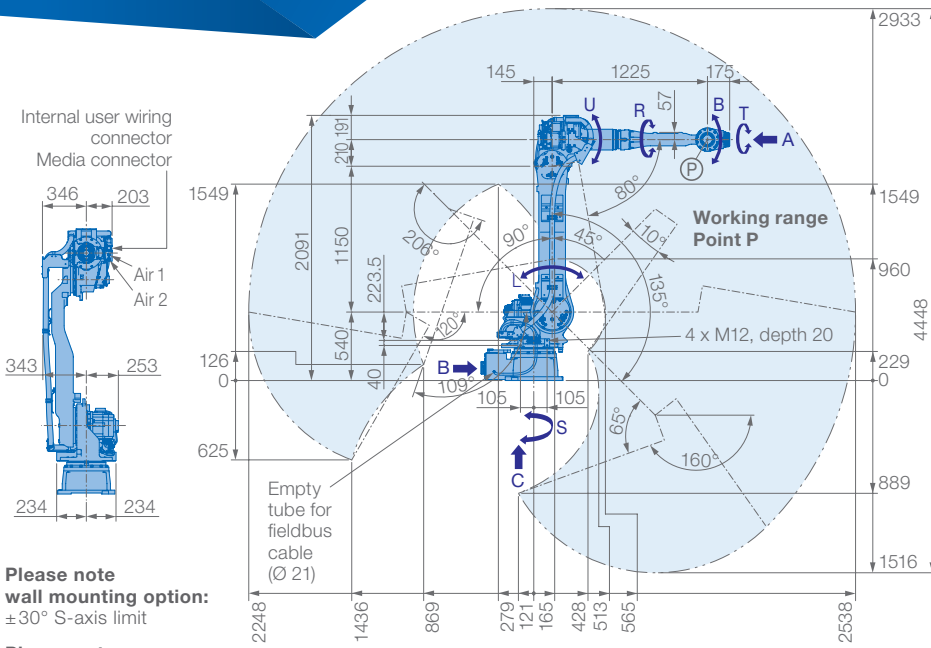 2933
145
1225
175
57
U
R
B
T
A
P
191
210
Internal user wiring
connector
Media connector
346
203
Air 1
Air 2
1549
2091
1150
223.5
540
40
126
0
625
206°
90°
45°
80°
10°
135°
L
20°
109°
Working range
Point P
1549
960
4448
229
0
889
1516
4 x M12, depth 20
B
105
105
S
C
65°
160°
343
253
234
234
Empty
tube for
fieldbus
cable
(Ø 21)
Please note
wall mounting option:
±30° S-axis limit
2248
1436
869
279
121
165
428
513
565
2538